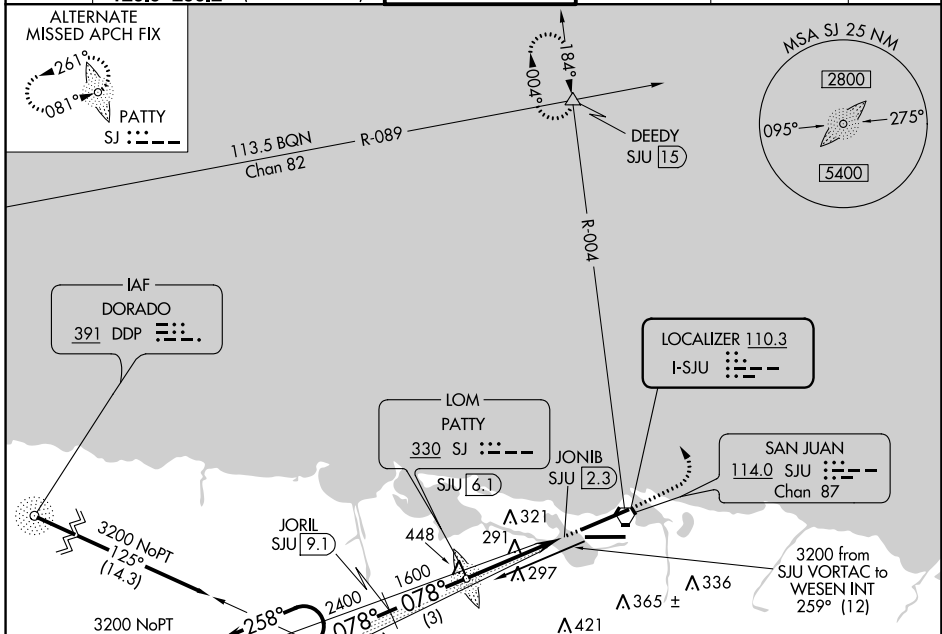 ALTERNATE
MISSED APCH FIX
261°
081°
PATTY
SJ
113.5 BQN
Chan 82
R-089
184°
004°
DEEDY
SJU 15
R-004
MSA SJ 25 NM
2800
095°
275°
5400
IAF
DORADO
391 DDP
LOCALIZER 110.3
I-SJU
LOM
PATTY
330 SJ
SJU 6.1
JONIB
SJU 2.3
SAN JUAN
114.0 SJU
Chan 87
JORIL
SJU 9.1
448
321
291
297
336
365 ±
421
3200 NoPT
125°
(14.3)
2400
1600
078°
078°
(3)
258°
3200 from
SJU VORTAC to
WESEN INT
259° (12)
3200 NoPT